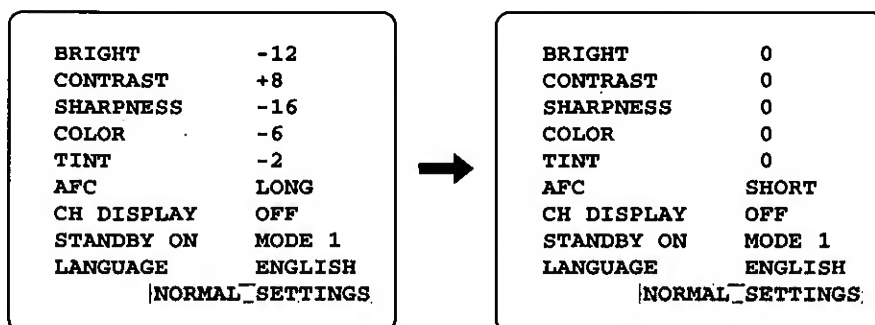 BRIGHT -12
CONTRAST +8
SHARPNESS -16
COLOR -6
TINT -2
AFC LONG
CH DISPLAY OFF
STANDBY ON MODE 1
LANGUAGE ENGLISH
NORMAL SETTINGS
BRIGHT 0
CONTRAST 0
SHARPNESS 0
COLOR 0
TINT 0
AFC SHORT
CH DISPLAY OFF
STANDBY ON MODE 1
LANGUAGE ENGLISH
NORMAL SETTINGS